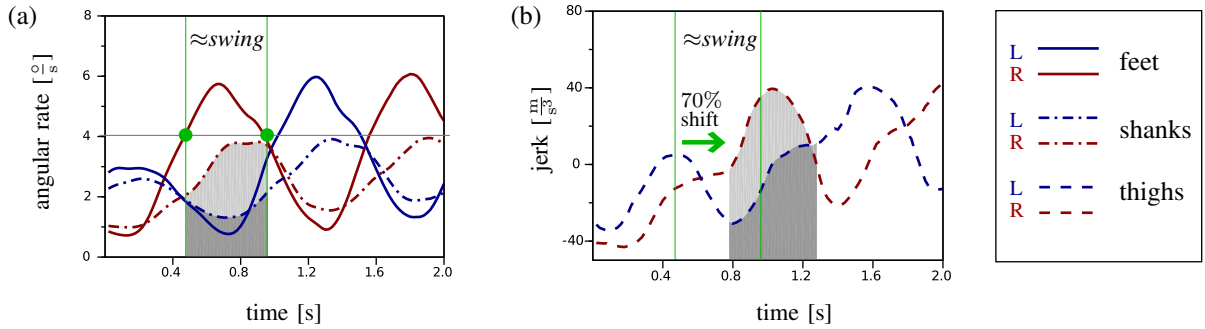 (a)
angular rate [°/s]
8
6
4
2
0
≈swing
0.4
0.8
1.2
1.6
2.0
time [s]
(b)
jerk [m/s³]
80
40
0
-40
≈swing
70%
shift
0.4
0.8
1.2
1.6
2.0
time [s]
L
R
feet
L
R
shanks
L
R
thighs